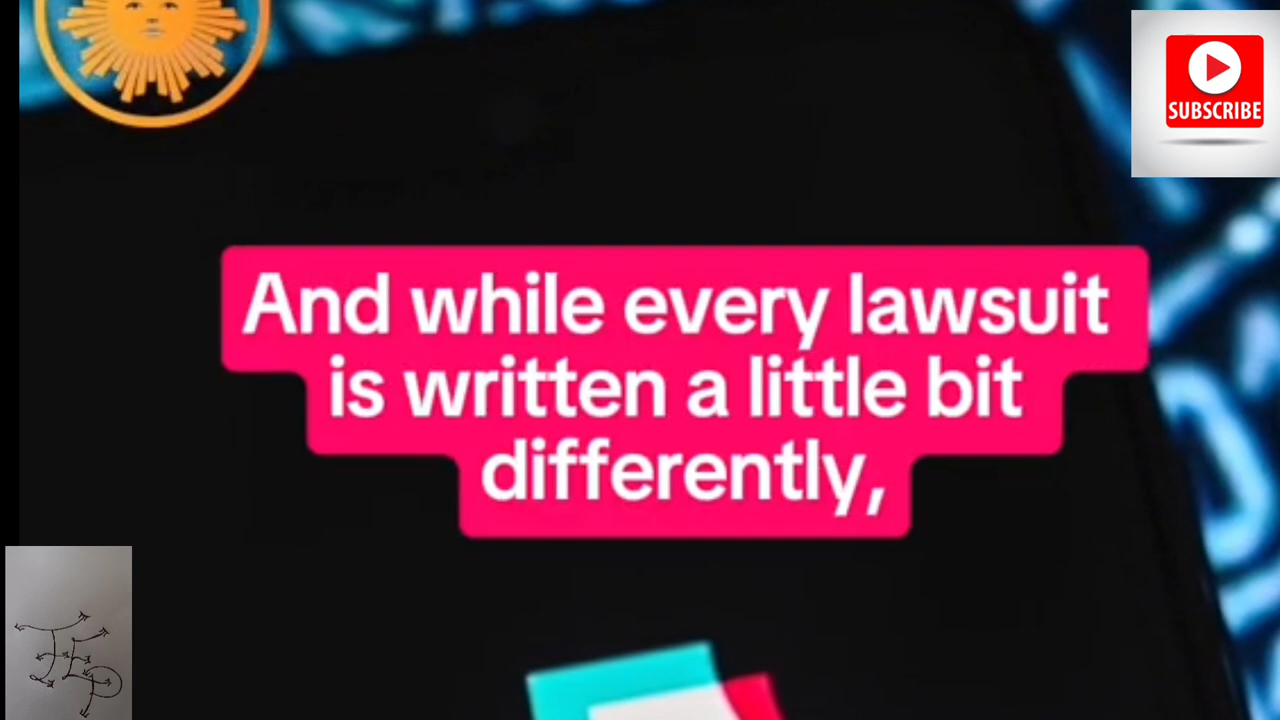 SUBSCRIBE
And while every lawsuit
is written a little bit
differently,